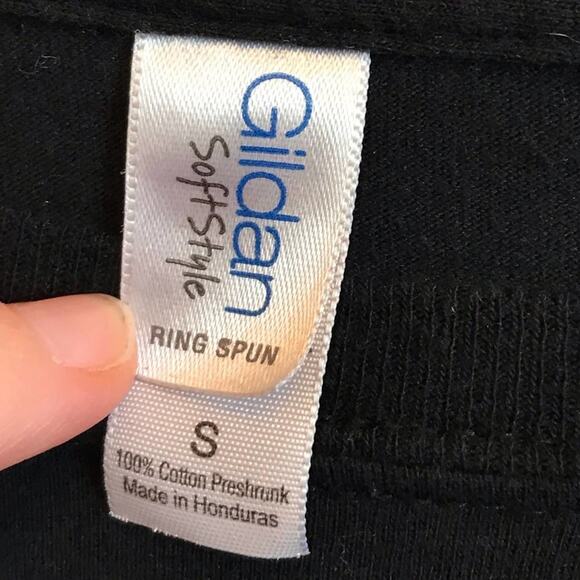 Gildan
SoftStyle
RING SPUN
S
100% Cotton Preshrunk
Made in Honduras